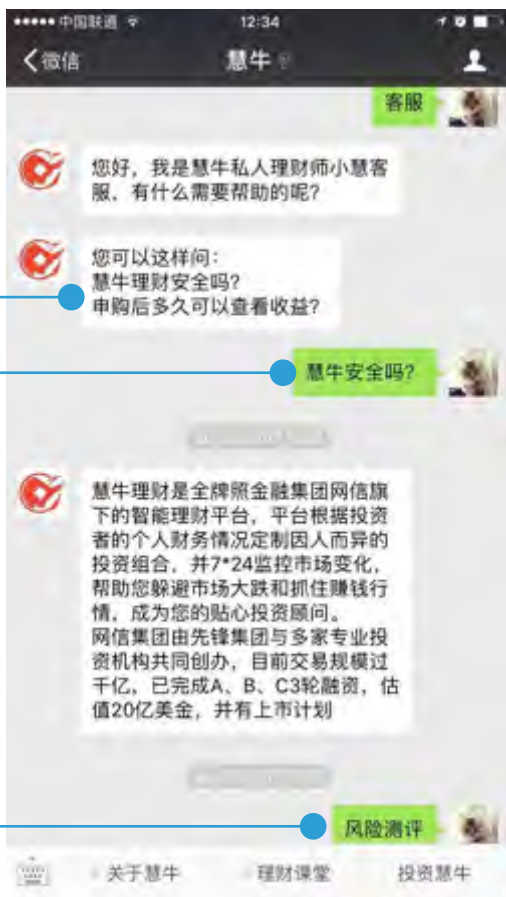 中国联通
12:34
微信
慧牛
客服
您好，我是慧牛私人理财师小慧客
服，有什么需要帮助的呢？
您可以这样问：
慧牛理财安全吗？
申购后多久可以查看收益？
慧牛安全吗？
慧牛理财是全牌照金融集团网信旗
下的智能理财平台，平台根据投资
者的个人财务情况定制因人而异的
投资组合，并7*24监控市场变化，
帮助您躲避市场大跌和抓住赚钱行
情，成为您的贴心投资顾问。
网信集团由先锋集团与多家专业投
资机构共同创办，目前交易规模过
千亿，已完成A、B、C3轮融资，估
值20亿美金，并有上市计划
风险测评
关于慧牛
理财课堂
投资慧牛